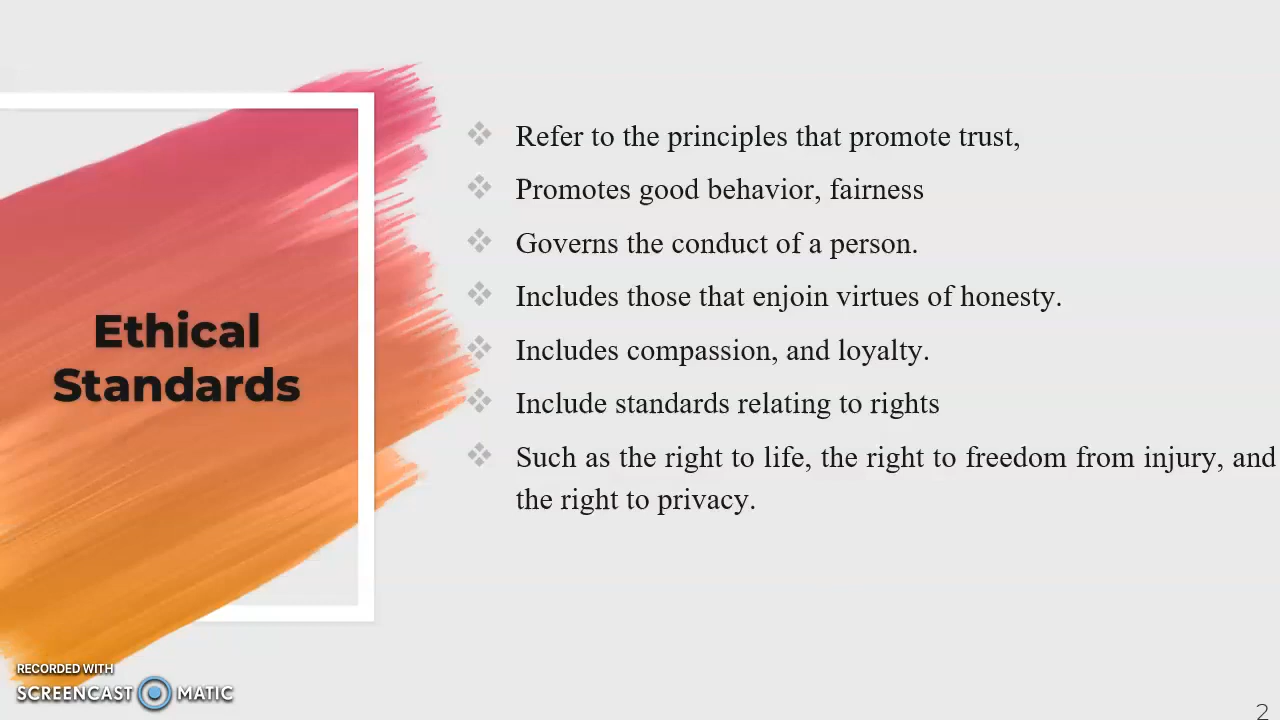 Ethical
Standards
Refer to the principles that promote trust,
Promotes good behavior, fairness
Governs the conduct of a person.
Includes those that enjoin virtues of honesty.
Includes compassion, and loyalty.
Include standards relating to rights
Such as the right to life, the right to freedom from injury, and
the right to privacy.
RECORDED WITH
SCREENCAST MATIC
2